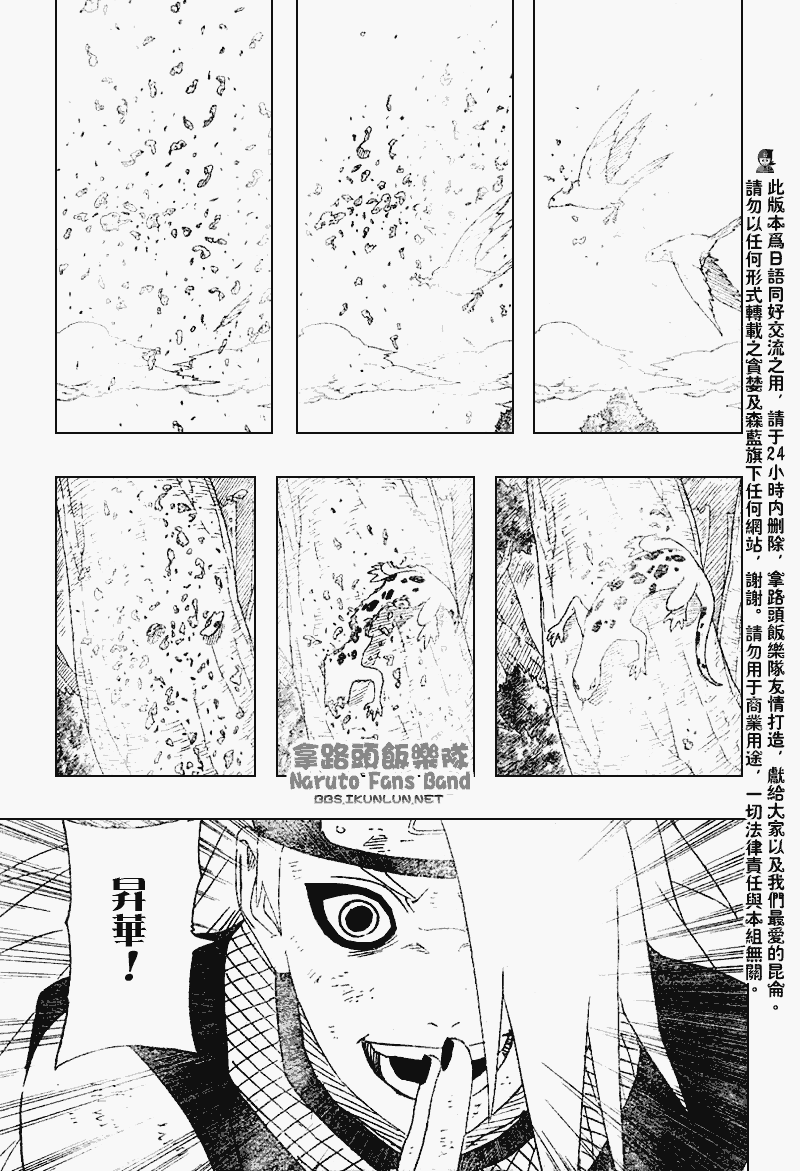 此版本爲日語同好交流之用，請于24小時内刪除，拿路頭飯樂隊友情打造，獻给大家以及我們最愛的昆侖。
請勿以任何形式轉載之貪婪及森藍旗下任何網站，謝謝。請勿用于商業用途，一切法律責任與本組無關。
拿路頭飯樂隊
Naruto Fans Band
BBS.IKUNLUN.NET
昇華！